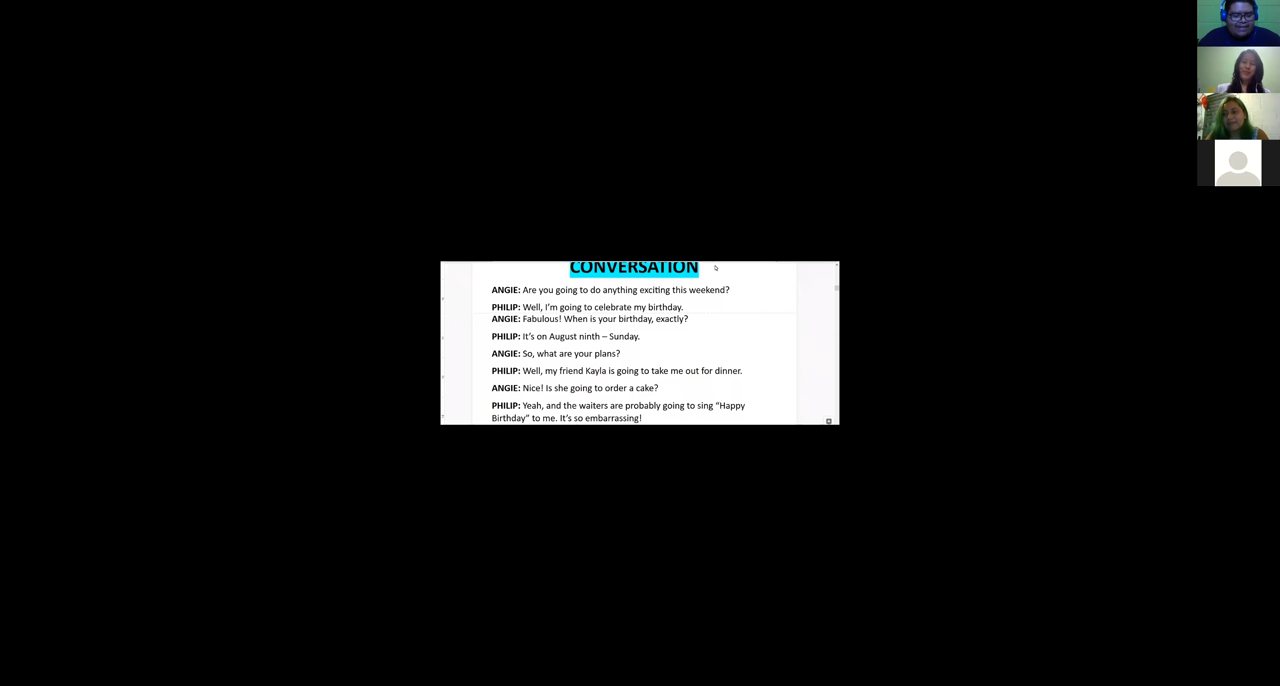 CONVERSATION
ANGIE: Are you going to do anything exciting this weekend?
PHILIP: Well, I'm going to celebrate my birthday.
ANGIE: Fabulous! When is your birthday, exactly?
PHILIP: It's on August ninth – Sunday.
ANGIE: So, what are your plans?
PHILIP: Well, my friend Kayla is going to take me out for dinner.
ANGIE: Nice! Is she going to order a cake?
PHILIP: Yeah, and the waiters are probably going to sing “Happy
Birthday” to me. It's so embarrassing!